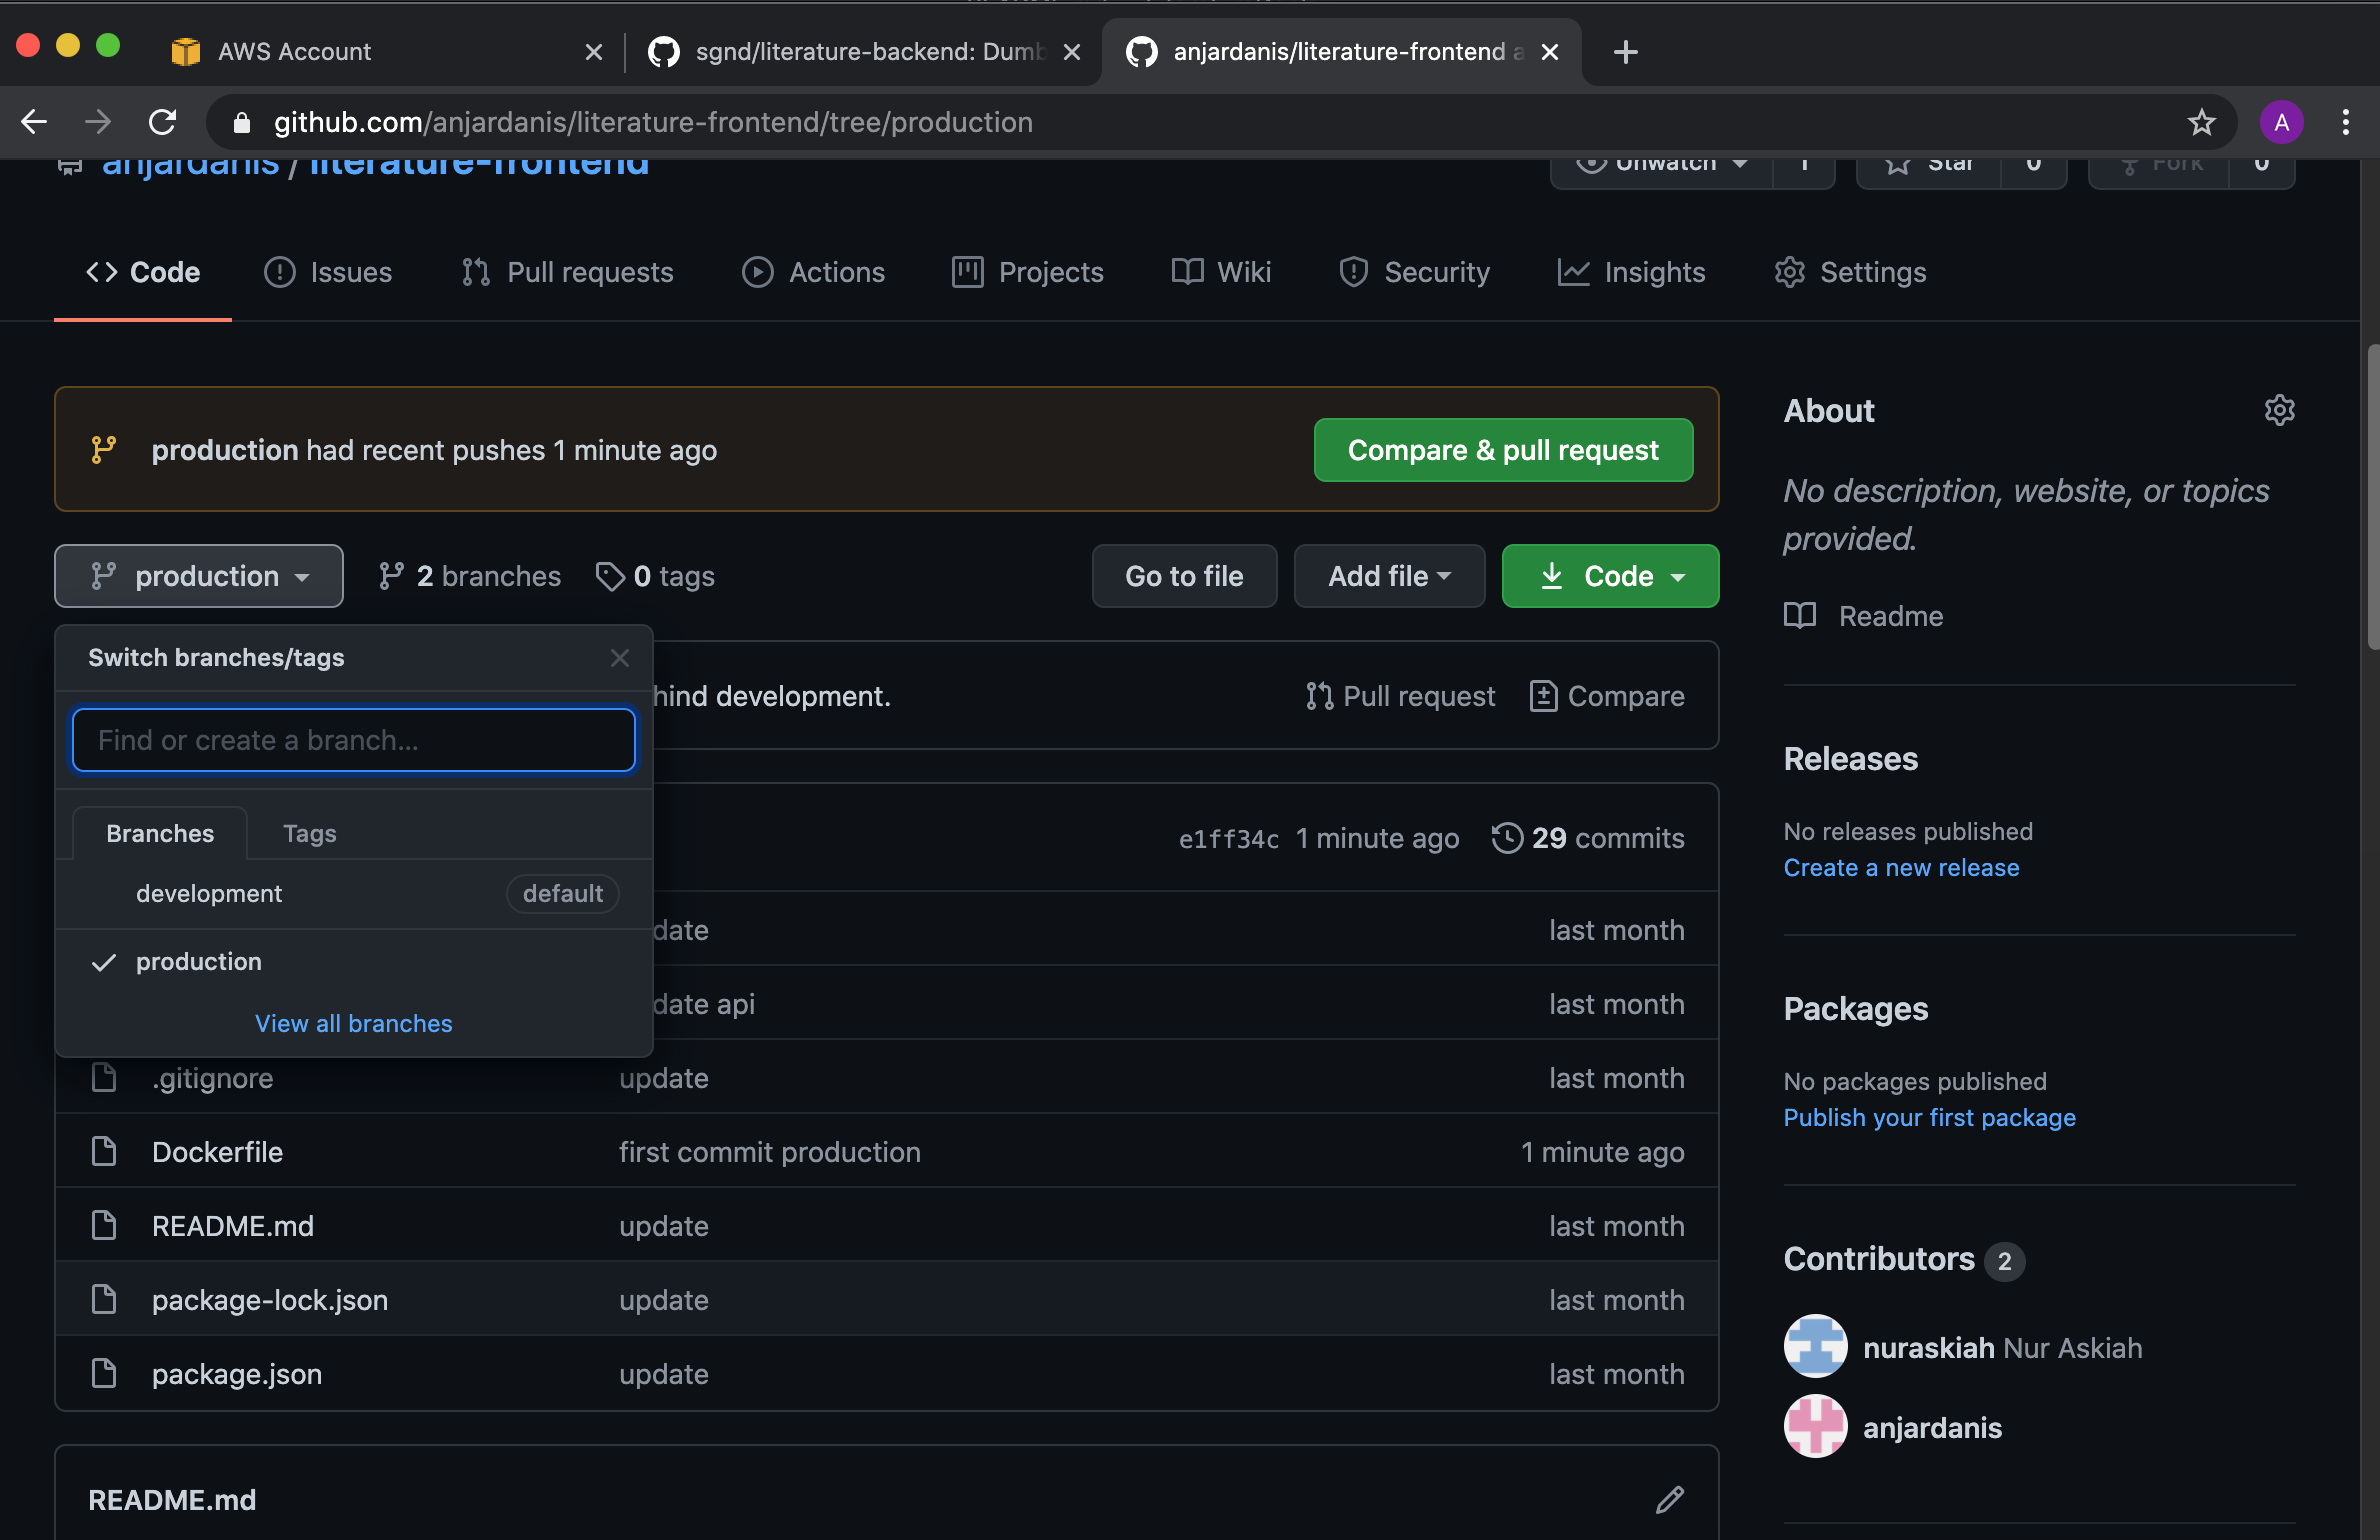 AWS Account
sgnd/literature-backend: Dumb
anjardanis/literature-frontend a
github.com/anjardanis/literature-frontend/tree/production
A
anjardanis / literature-frontend
Unwatch 1 Star 0 Fork 0
Code Issues Pull requests Actions Projects Wiki Security Insights Settings
production had recent pushes 1 minute ago
Compare & pull request
production 2 branches 0 tags
Go to file Add file Code
Switch branches/tags
Find or create a branch...
Branches Tags
development default
production
View all branches
hind development.
Pull request Compare
e1ff34c 1 minute ago 29 commits
date last month
date api last month
.gitignore update last month
Dockerfile first commit production 1 minute ago
README.md update last month
package-lock.json update last month
package.json update last month
README.md
About
No description, website, or topics
provided.
Readme
Releases
No releases published
Create a new release
Packages
No packages published
Publish your first package
Contributors 2
nuraskiah Nur Askiah
anjardanis